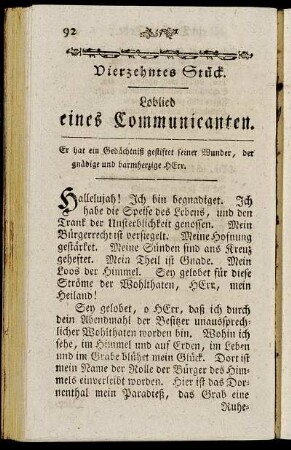 92
Vierzehntes Stück.
Loblied
eines Communicanten.
Er hat ein Gedächtniß gestiftet seiner Wunder, der
gnädige und barmherzige HErr.
Hallelujah! Ich bin begnadiget. Ich
habe die Speise des Lebens, und den
Trank der Unsterblichkeit genossen. Mein
Bürgerrecht ist versiegelt. Meine Hofnung
gestärket. Meine Sünden sind ans Kreuz
geheftet. Mein Theil ist Gnade. Mein
Loos der Himmel. Sey gelobet für diese
Ströme der Wohlthaten, HErr, mein
Heiland!
Sey gelobet, o HErr, daß ich durch
dein Abendmahl der Besitzer unaussprech-
licher Wohlthaten worden bin. Wohin ich
sehe, im Himmel und auf Erden, im Leben
und im Grabe blühet mein Glück. Dort ist
mein Name der Rolle der Bürger des Him-
mels einverleibt worden. Hier ist das Dor-
nenthal mein Paradieß, das Grab eine
Ruhe-